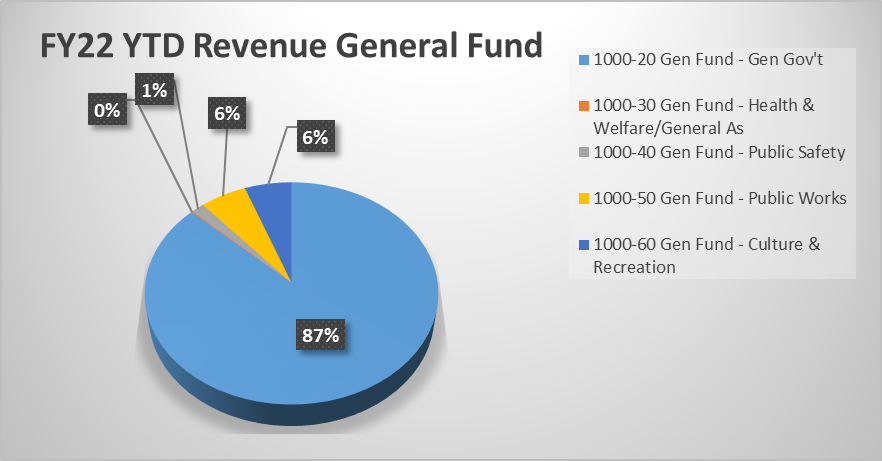 FY22 YTD Revenue General Fund
0%
1%
6%
6%
87%
1000-20 Gen Fund - Gen Gov't
1000-30 Gen Fund - Health &
Welfare/General As
1000-40 Gen Fund - Public Safety
1000-50 Gen Fund - Public Works
1000-60 Gen Fund - Culture &
Recreation